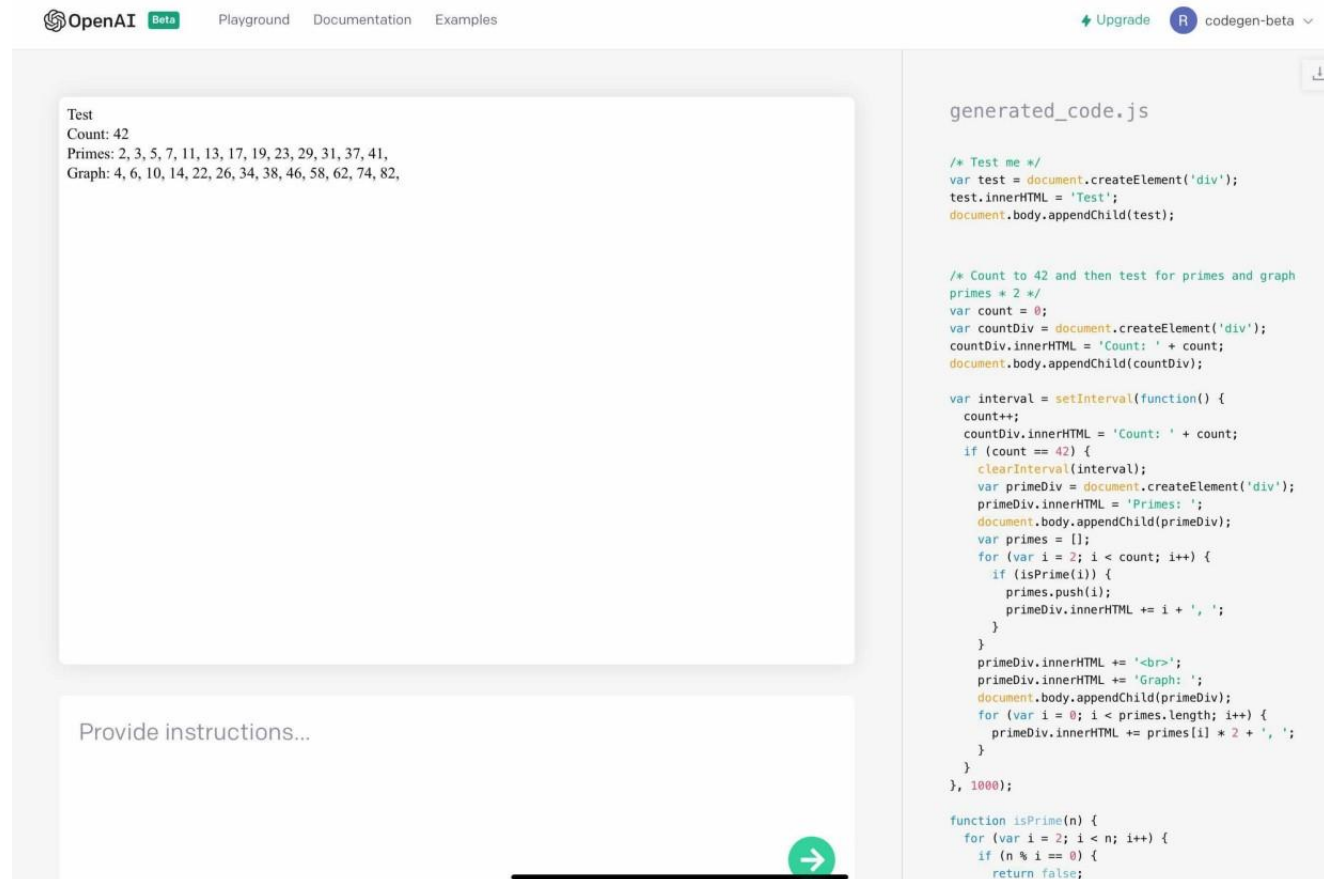 OpenAI Beta Playground Documentation Examples Upgrade R codegen-beta
Test
Count: 42
Primes: 2, 3, 5, 7, 11, 13, 17, 19, 23, 29, 31, 37, 41,
Graph: 4, 6, 10, 14, 22, 26, 34, 38, 46, 58, 62, 74, 82,
Provide instructions...
generated_code.js
/* Test me */
var test = document.createElement('div');
test.innerHTML = 'Test';
document.body.appendChild(test);
/* Count to 42 and then test for primes and graph
primes * 2 */
var count = 0;
var countDiv = document.createElement('div');
countDiv.innerHTML = 'Count: ' + count;
document.body.appendChild(countDiv);
var interval = setInterval(function() {
count++;
countDiv.innerHTML = 'Count: ' + count;
if (count == 42) {
clearInterval(interval);
var primeDiv = document.createElement('div');
primeDiv.innerHTML = 'Primes: ';
document.body.appendChild(primeDiv);
var primes = [];
for (var i = 2; i < count; i++) {
if (isPrime(i)) {
primes.push(i);
primeDiv.innerHTML += i + ', ';
}
}
primeDiv.innerHTML += '<br>';
primeDiv.innerHTML += 'Graph: ';
document.body.appendChild(primeDiv);
for (var i = 0; i < primes.length; i++) {
primeDiv.innerHTML += primes[i] * 2 + ', ';
}
}
}, 1000);
function isPrime(n) {
for (var i = 2; i < n; i++) {
if (n % i == 0) {
return false;